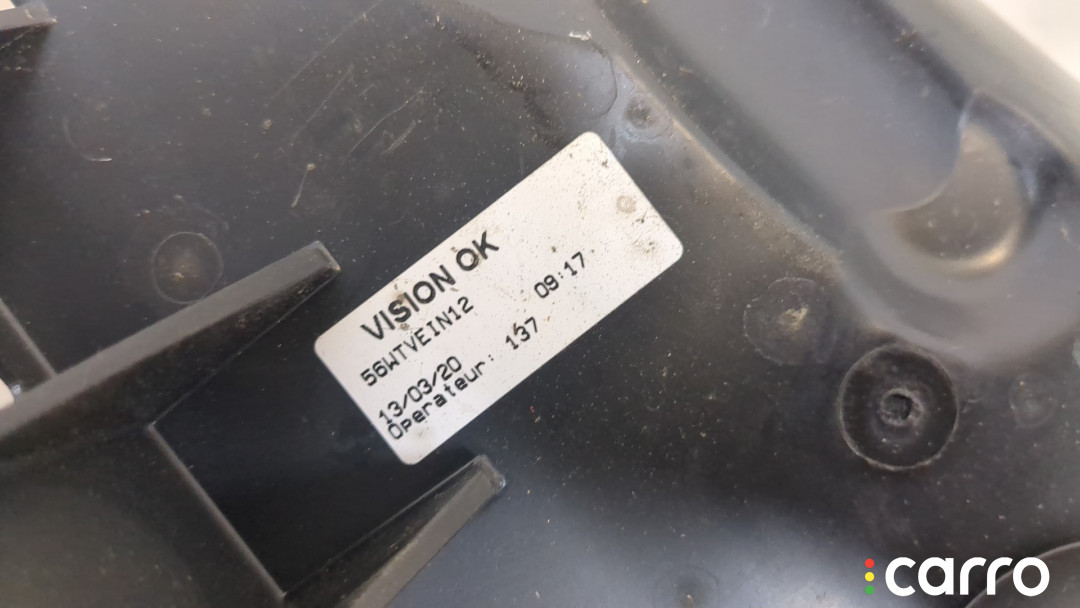 VISION OK
56WTVEIN12
13/03/20 09:17
Operateur: 137
carro